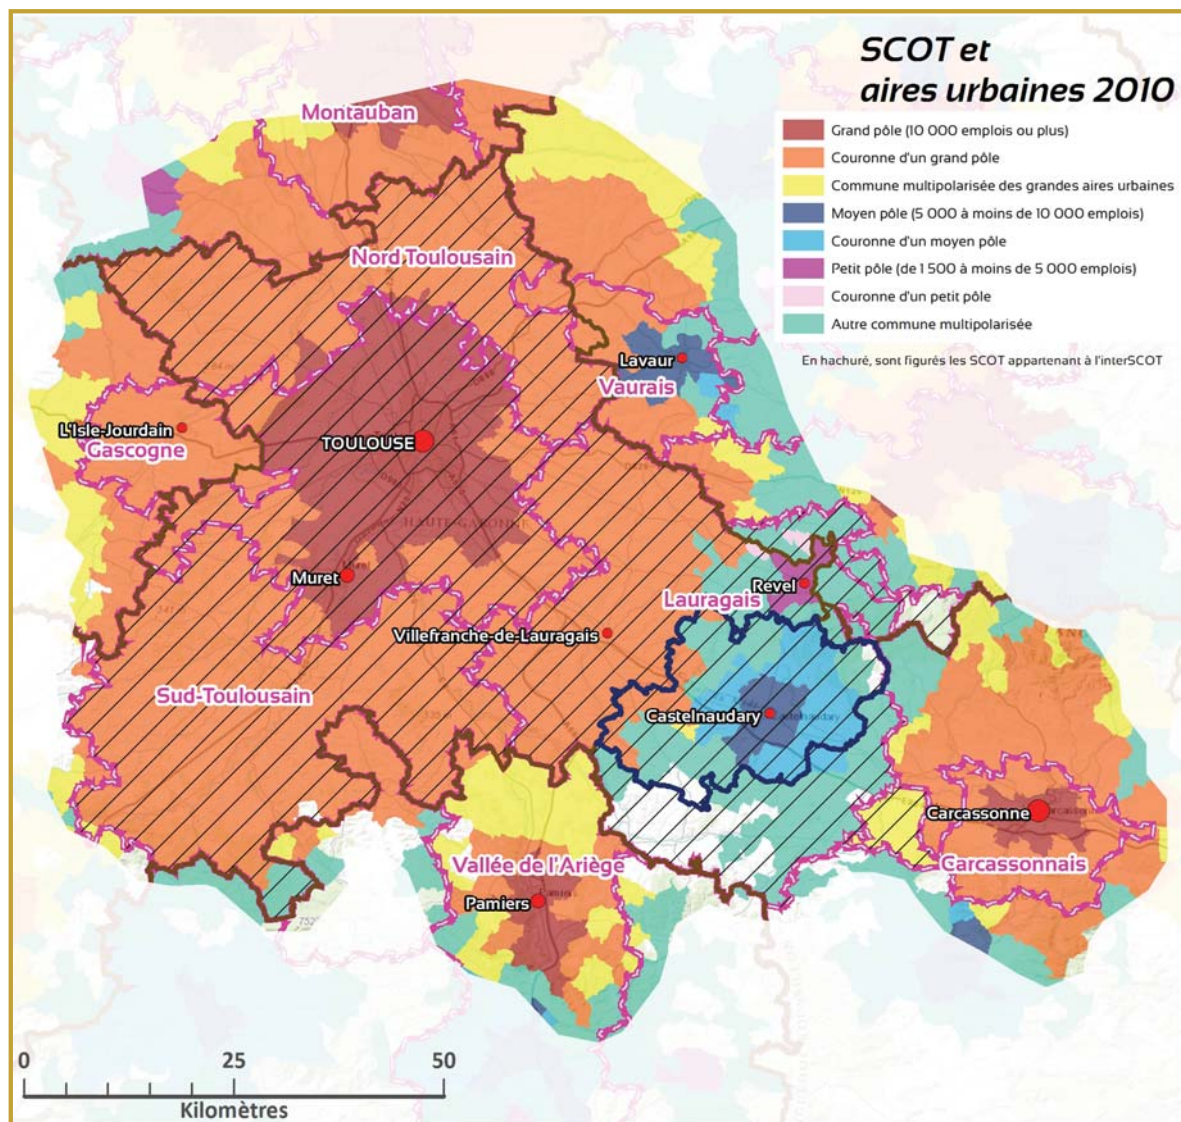 SCOT et
aires urbaines 2010
Grand pôle (10 000 emplois ou plus)
Couronne d'un grand pôle
Commune multipolarisée des grandes aires urbaines
Moyen pôle (5 000 à moins de 10 000 emplois)
Couronne d'un moyen pôle
Petit pôle (de 1 500 à moins de 5 000 emplois)
Couronne d'un petit pôle
Autre commune multipolarisée
En hachuré, sont figurés les SCOT appartenant à l'interSCOT
Montauban
Nord Toulousain
Lavaur
Vaurais
L'Isle-Jourdain
Gascogne
TOULOUSE
HAUTE-GARONNE
Muret
Revel
Lauragais
Villefranche-de-Lauragais
Sud-Toulousain
Castelnaudary
Carcassonne
Carcassonnais
Vallée de l'Ariège
Pamiers
0 25 50
Kilomètres